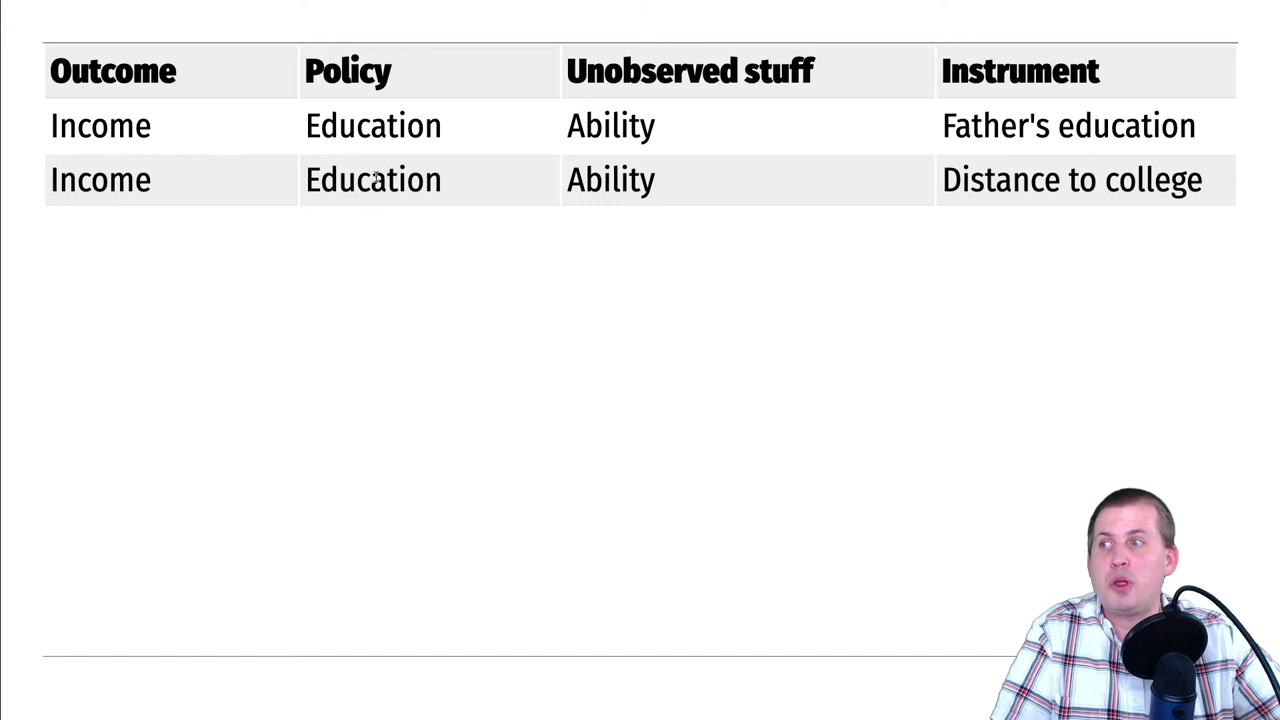 Outcome Policy Unobserved stuff Instrument
Income Education Ability Father's education
Income Education Ability Distance to college